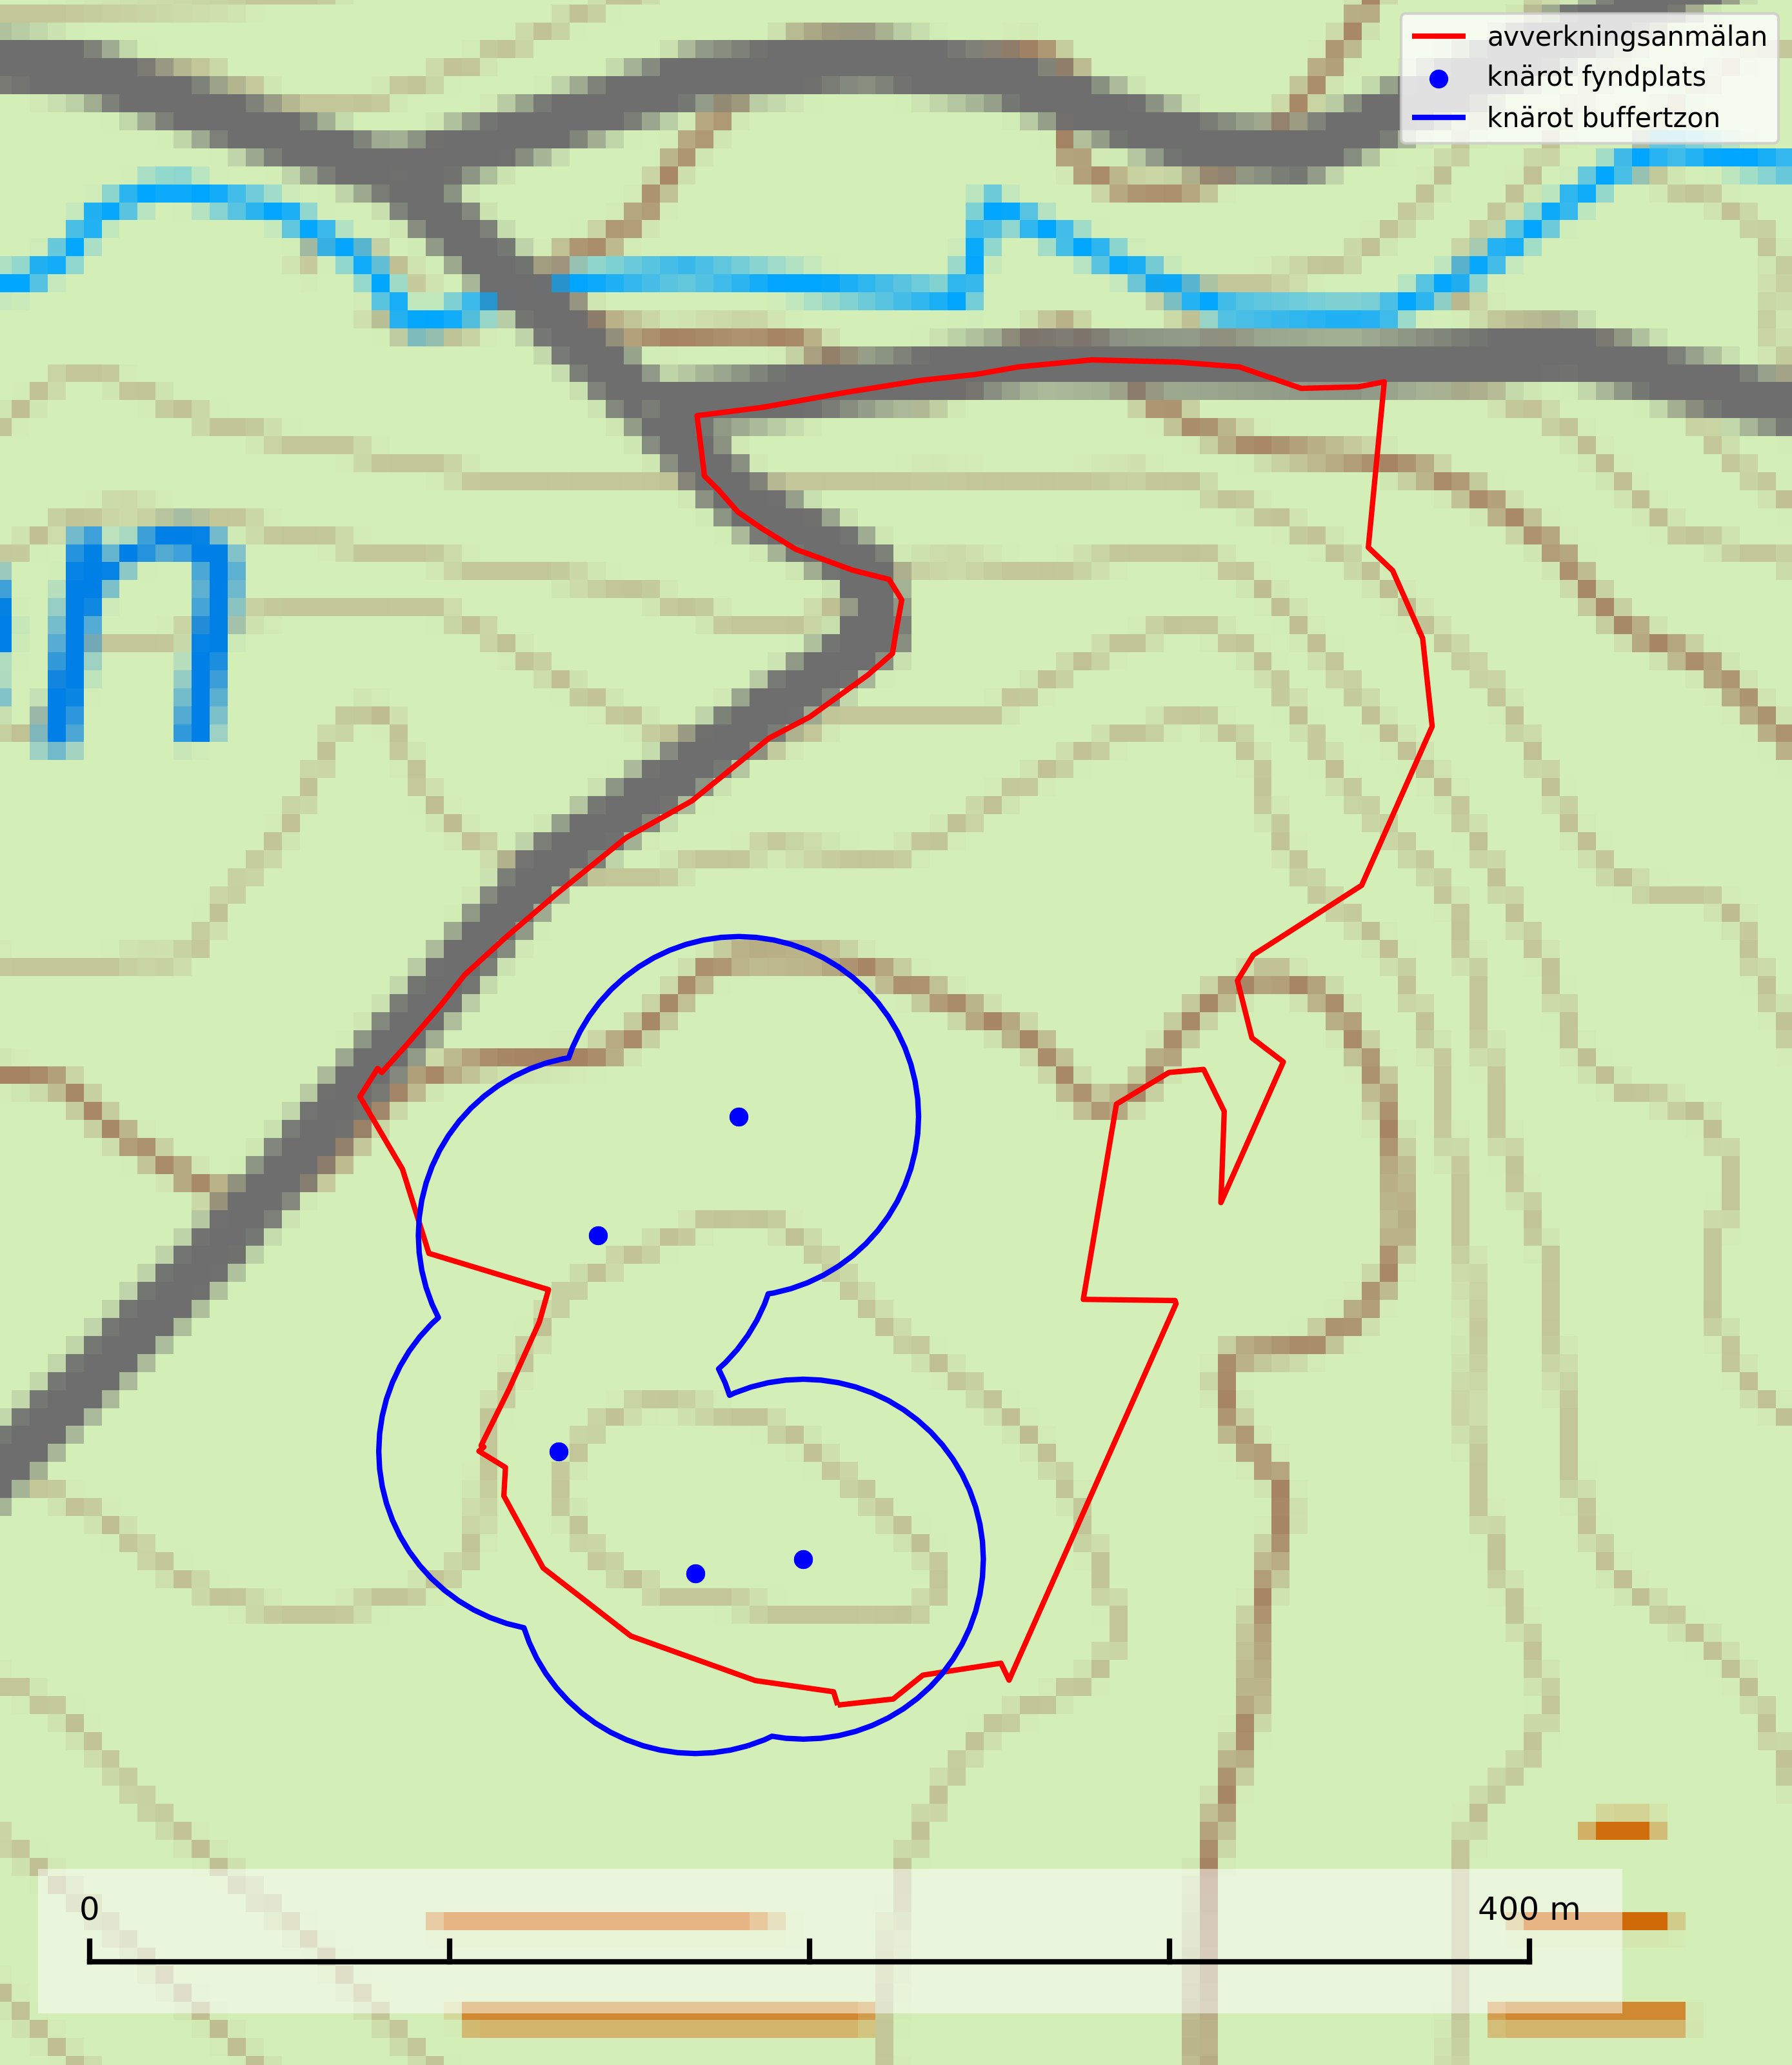 avverkningsanmälan
knärot fyndplats
knärot buffertzon
0
400 m